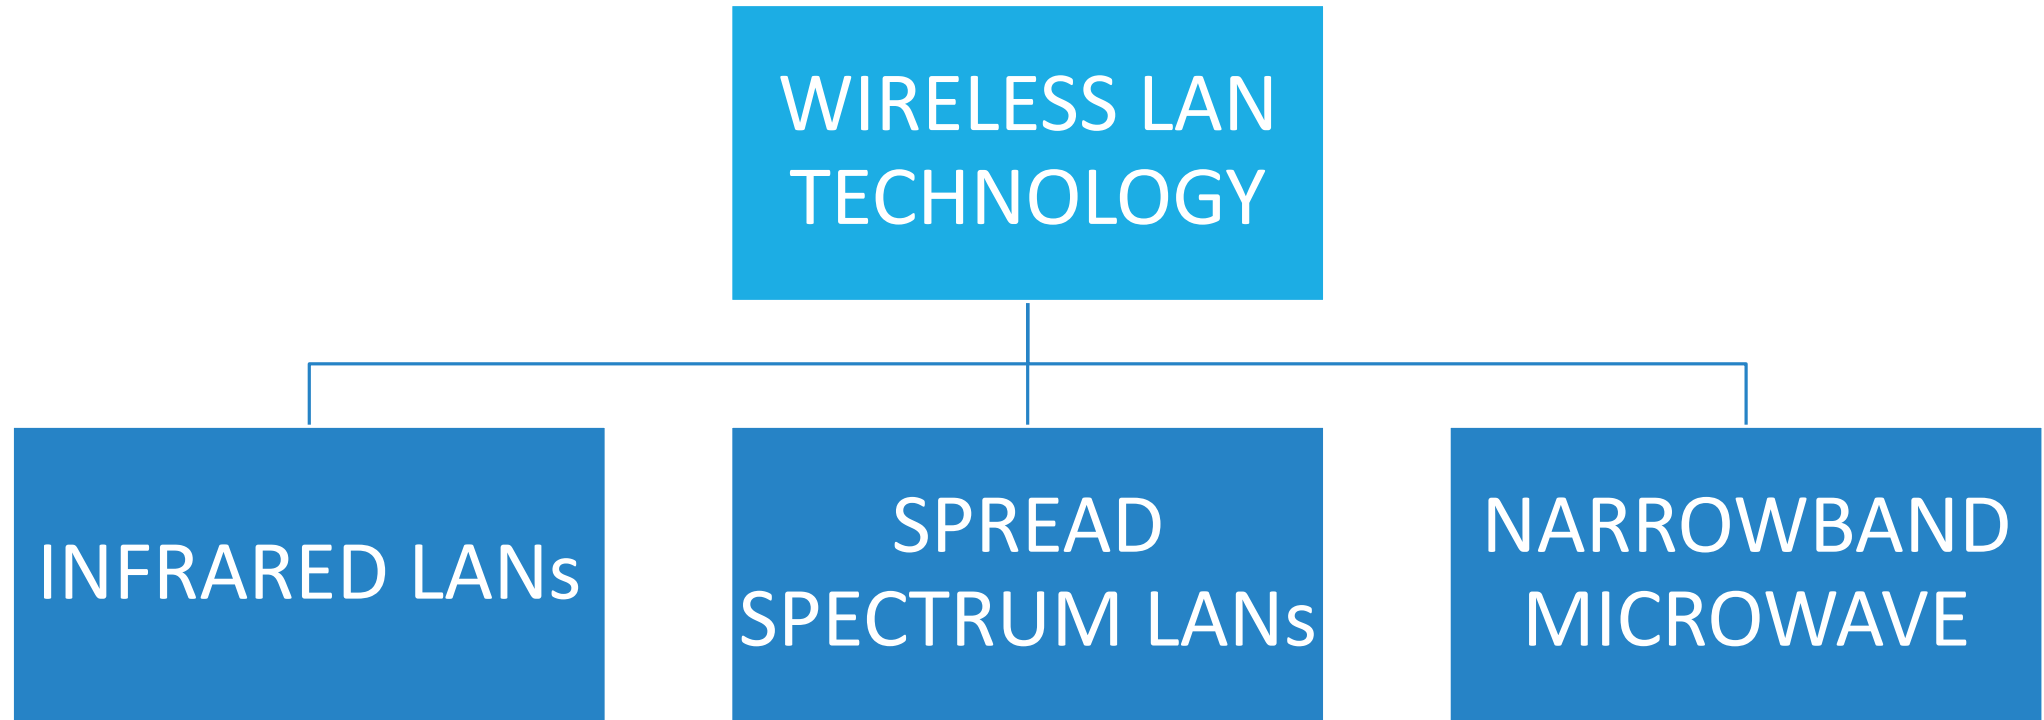 WIRELESS LAN
TECHNOLOGY
INFRARED LANs
SPREAD
SPECTRUM LANs
NARROWBAND
MICROWAVE